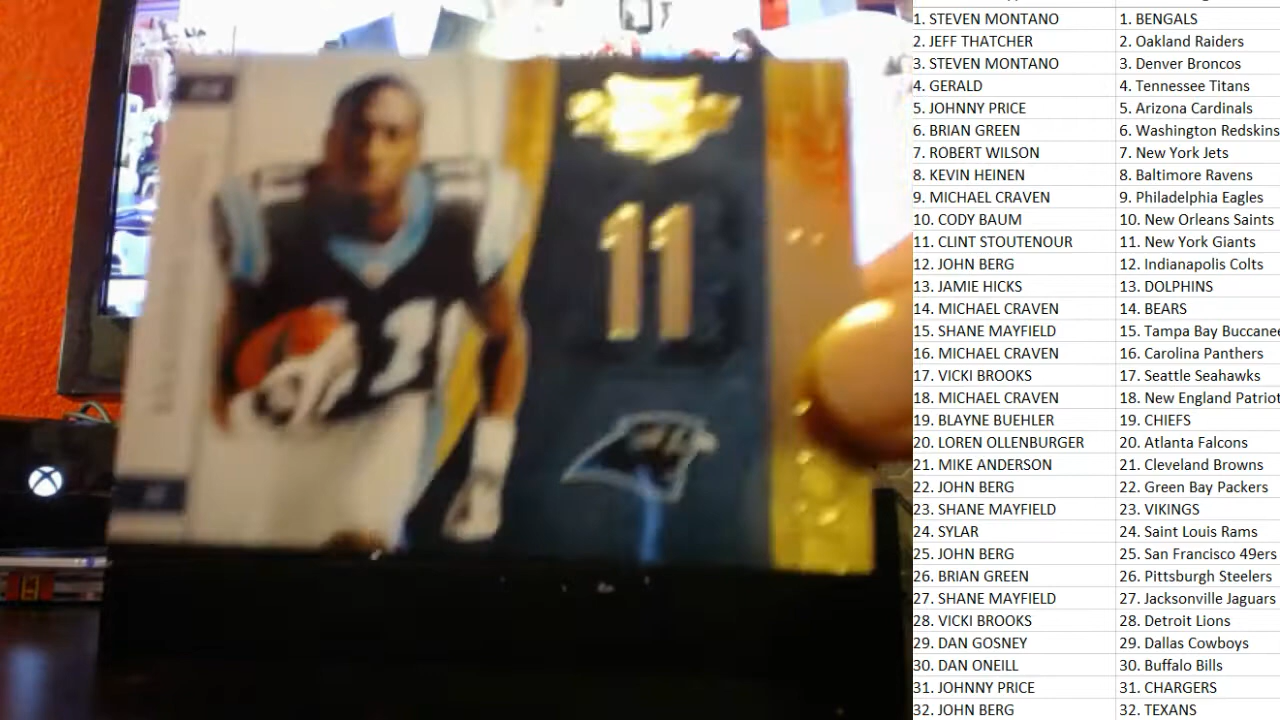 1. STEVEN MONTANO 1. BENGALS
2. JEFF THATCHER 2. Oakland Raiders
3. STEVEN MONTANO 3. Denver Broncos
4. GERALD 4. Tennessee Titans
5. JOHNNY PRICE 5. Arizona Cardinals
6. BRIAN GREEN 6. Washington Redskins
7. ROBERT WILSON 7. New York Jets
8. KEVIN HEINEN 8. Baltimore Ravens
9. MICHAEL CRAVEN 9. Philadelphia Eagles
10. CODY BAUM 10. New Orleans Saints
11. CLINT STOUTENOUR 11. New York Giants
12. JOHN BERG 12. Indianapolis Colts
13. JAMIE HICKS 13. DOLPHINS
14. MICHAEL CRAVEN 14. BEARS
15. SHANE MAYFIELD 15. Tampa Bay Buccanee
16. MICHAEL CRAVEN 16. Carolina Panthers
17. VICKI BROOKS 17. Seattle Seahawks
18. MICHAEL CRAVEN 18. New England Patriot
19. BLAYNE BUEHLER 19. CHIEFS
20. LOREN OLLENBURGER 20. Atlanta Falcons
21. MIKE ANDERSON 21. Cleveland Browns
22. JOHN BERG 22. Green Bay Packers
23. SHANE MAYFIELD 23. VIKINGS
24. SYLAR 24. Saint Louis Rams
25. JOHN BERG 25. San Francisco 49ers
26. BRIAN GREEN 26. Pittsburgh Steelers
27. SHANE MAYFIELD 27. Jacksonville Jaguars
28. VICKI BROOKS 28. Detroit Lions
29. DAN GOSNEY 29. Dallas Cowboys
30. DAN ONEILL 30. Buffalo Bills
31. JOHNNY PRICE 31. CHARGERS
32. JOHN BERG 32. TEXANS
11
1